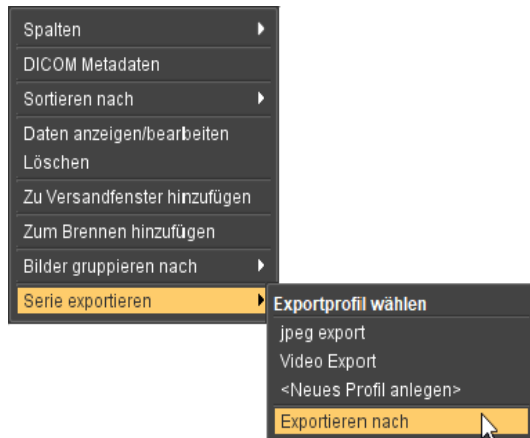 Spalten
DICOM Metadaten
Sortieren nach
Daten anzeigen/bearbeiten
Löschen
Zu Versandfenster hinzufügen
Zum Brennen hinzufügen
Bilder gruppieren nach
Serie exportieren
Exportprofil wählen
jpeg export
Video Export
<Neues Profil anlegen>
Exportieren nach